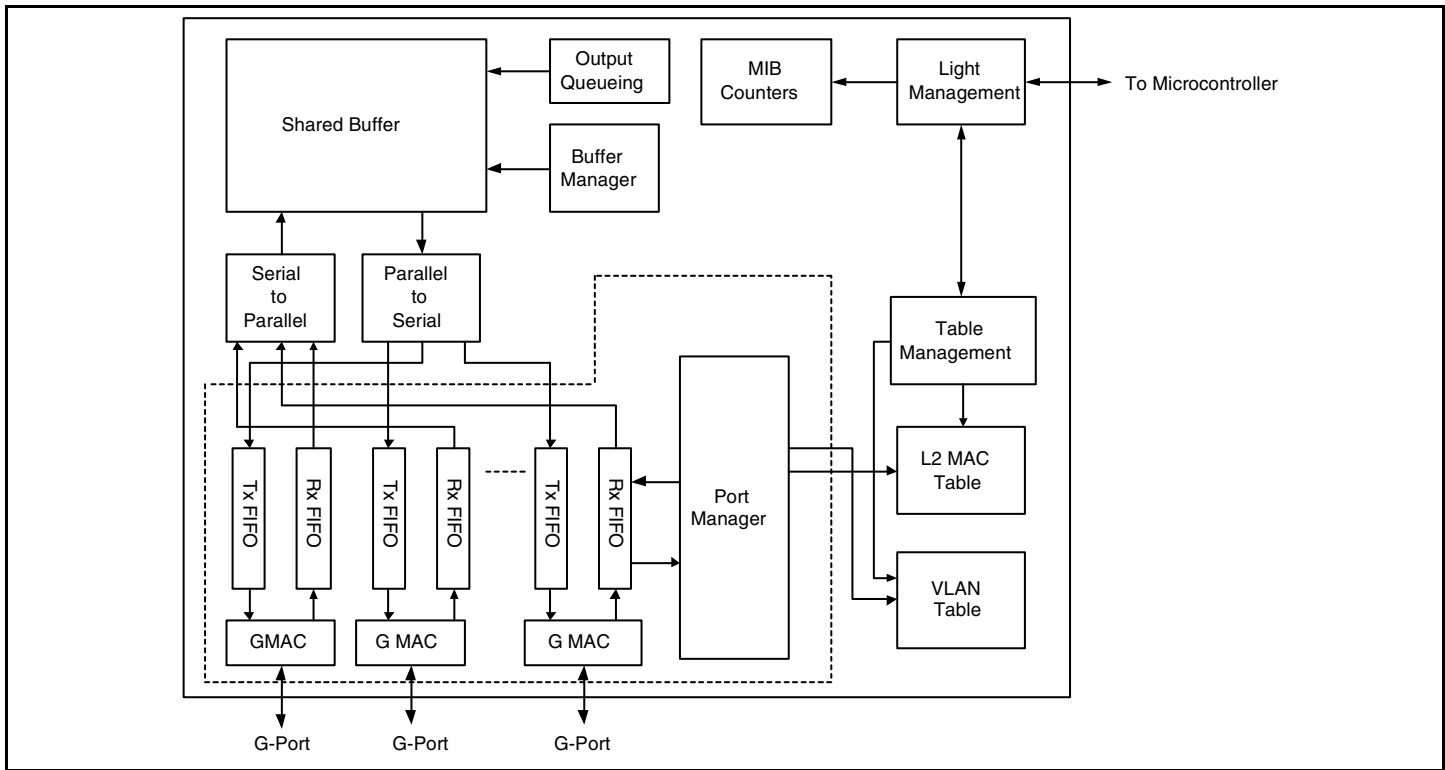 Output
Queueing
MIB
Counters
Light
Management
To Microcontroller
Shared Buffer
Buffer
Manager
Serial
to
Parallel
Parallel
to
Serial
Table
Management
L2 MAC
Table
Tx FIFO
Rx FIFO
Tx FIFO
Rx FIFO
Tx FIFO
Rx FIFO
Port
Manager
VLAN
Table
GMAC
G MAC
G MAC
G-Port
G-Port
G-Port